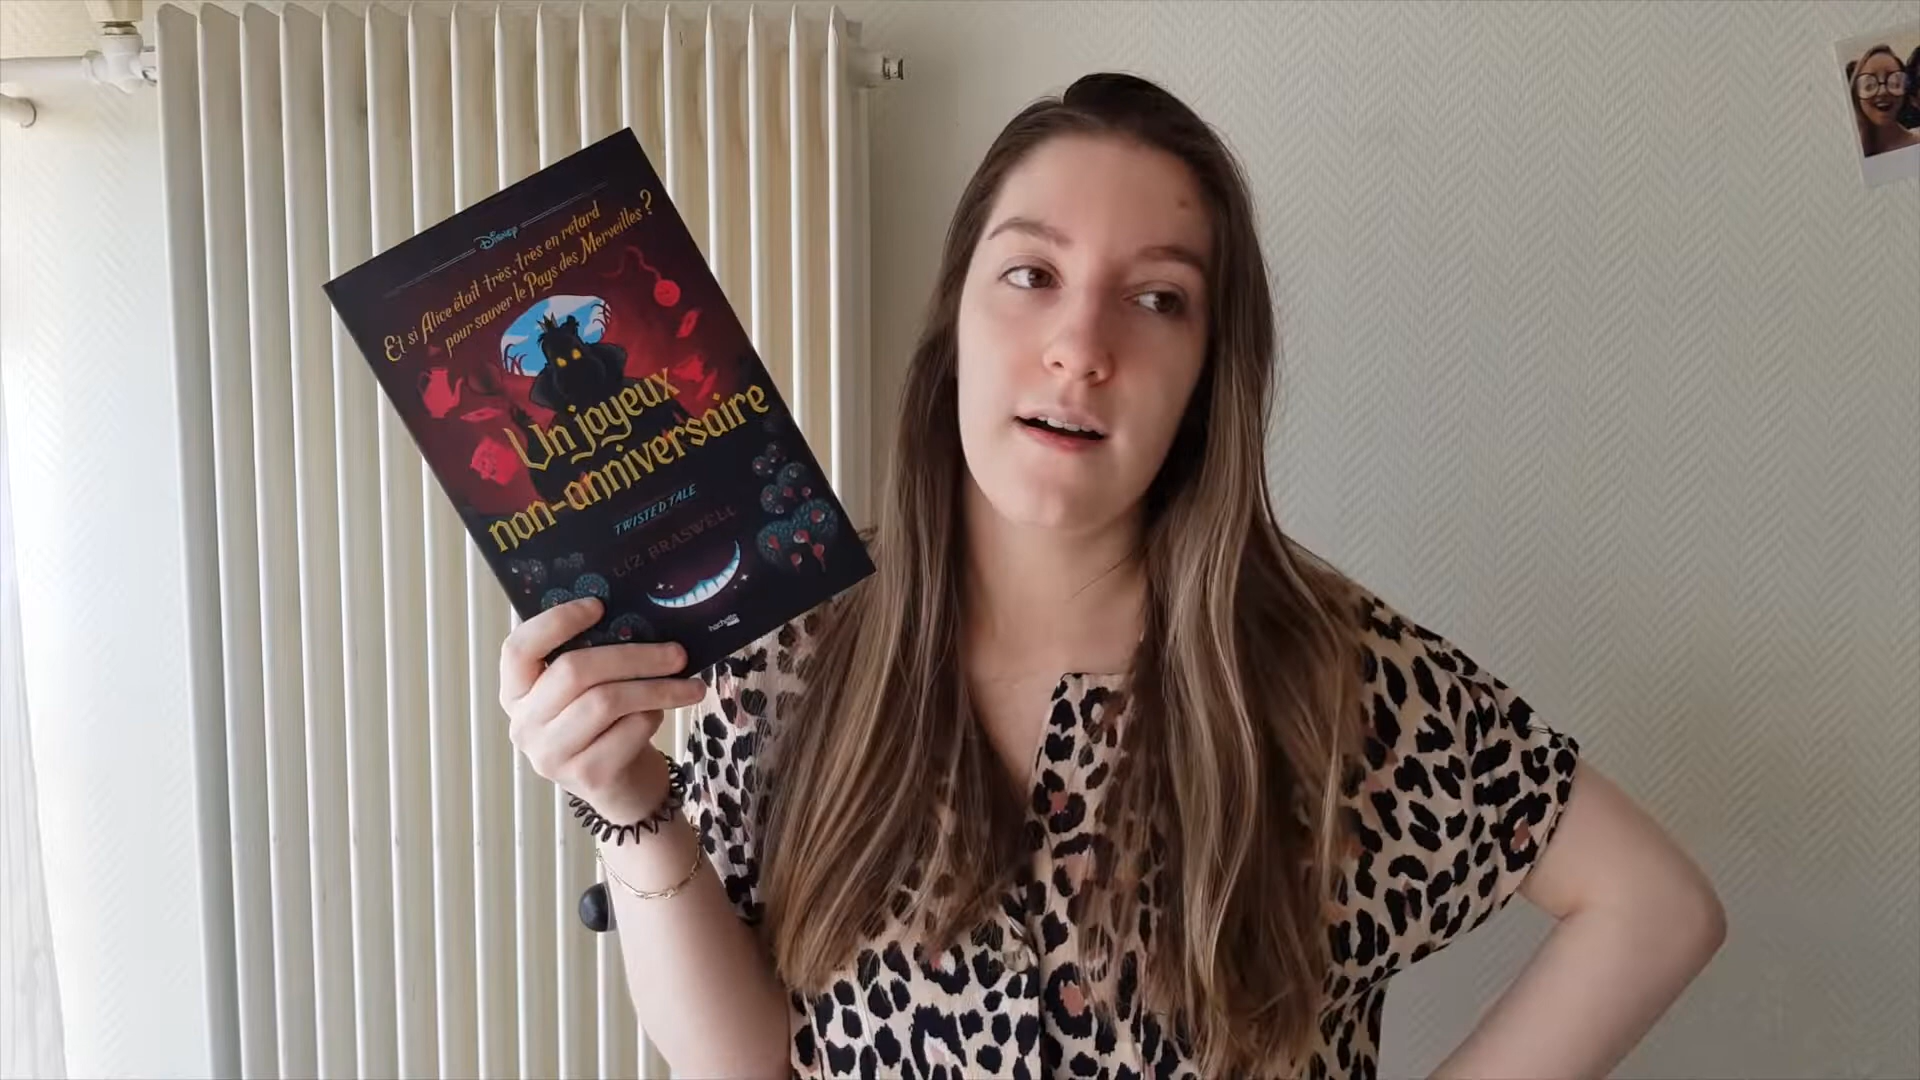 Disney
Et si Alice était très, très en retard
pour sauver le Pays des Merveilles ?
Un joyeux
non-anniversaire
TWISTED TALE
LIZ BRASWELL
hachette